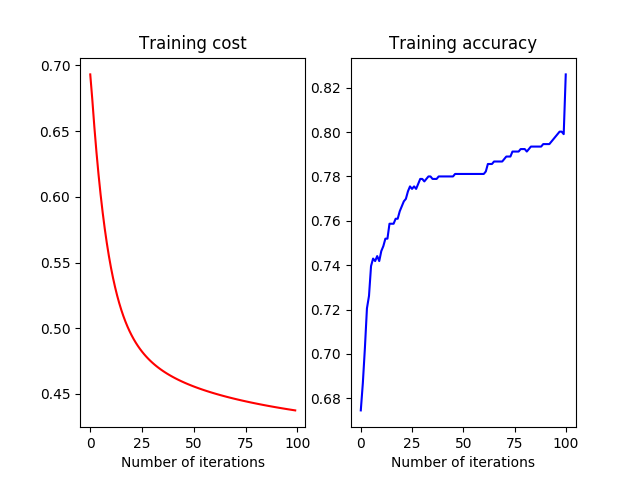 Training cost
Training accuracy
0.70
0.65
0.60
0.55
0.50
0.45
0 25 50 75 100
Number of iterations
0.82
0.80
0.78
0.76
0.74
0.72
0.70
0.68
0 25 50 75 100
Number of iterations